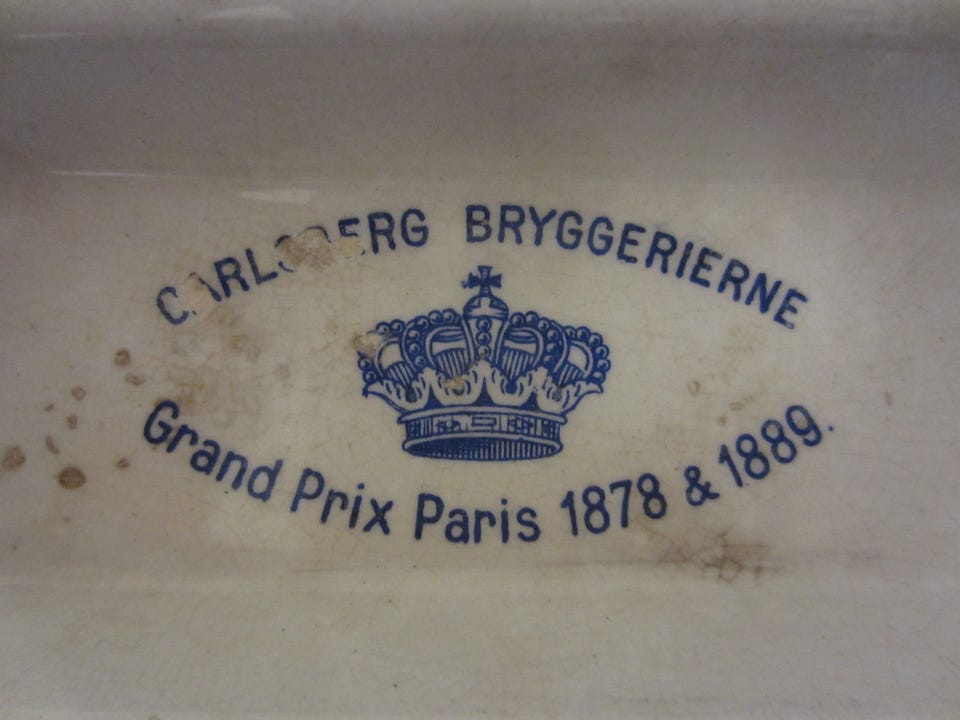 CARLSBERG BRYGGERIERNE
Grand Prix Paris 1878 & 1889.